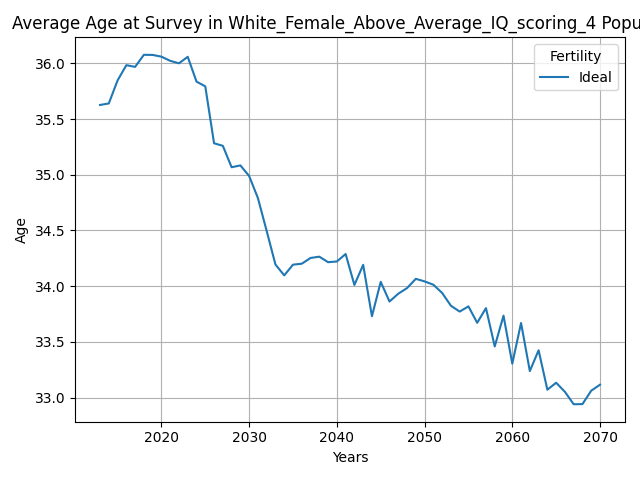 Average Age at Survey in White_Female_Above_Average_IQ_scoring_4 Popu
Fertility
Ideal
36.0
35.5
35.0
34.5
34.0
33.5
33.0
Age
2020 2030 2040 2050 2060 2070
Years